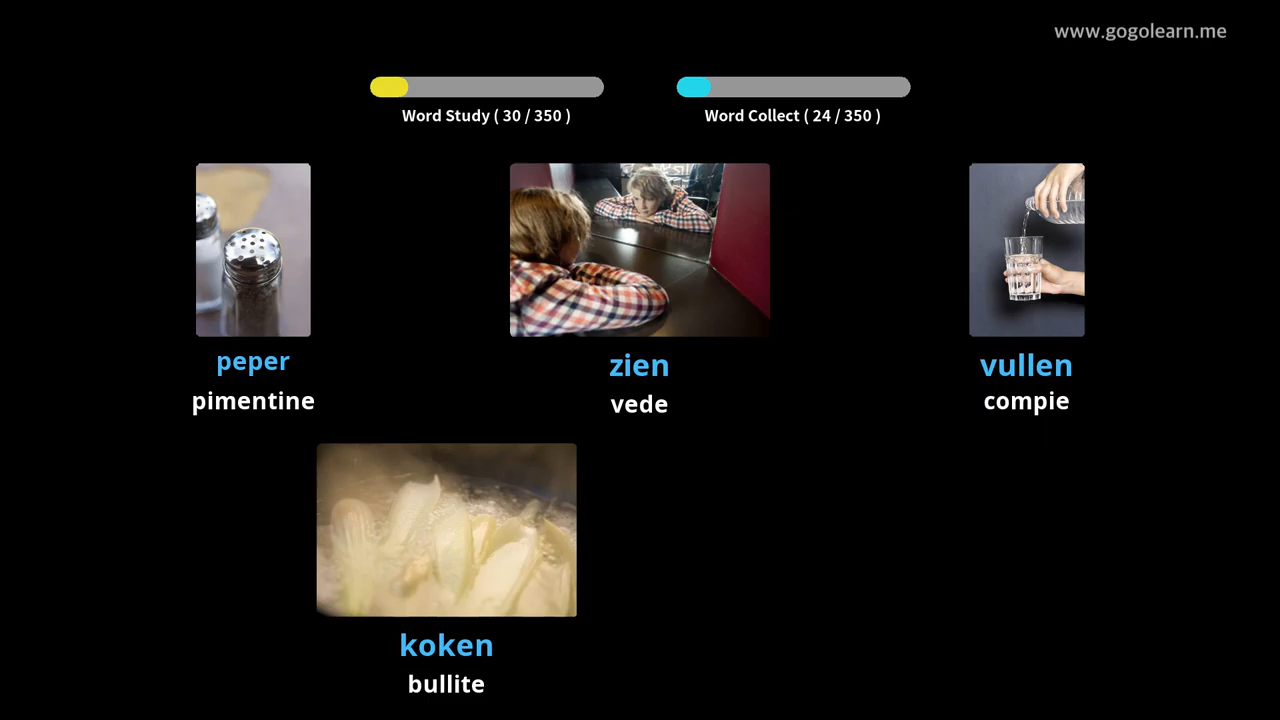 www.gogolearn.me
Word Study ( 30 / 350 )
Word Collect ( 24 / 350 )
peper
pimentine
zien
vede
vullen
compie
koken
bullite